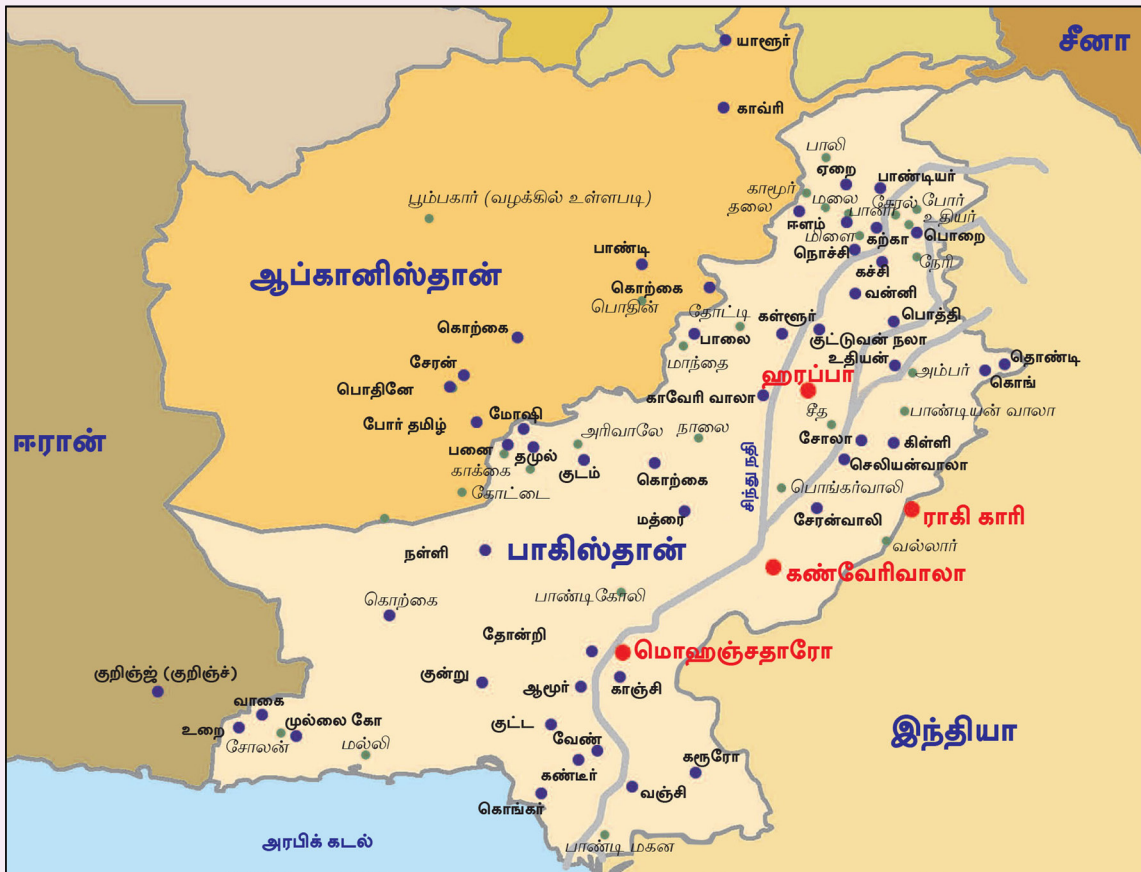 யாளூர்
சீனா
காவ்ரி
பாலி
ஏறை
பாண்டியர்
காமூர்
தலை
மலை
சேரல்
போர்
பானி
உதியர்
பூம்பகார் (வழக்கில் உள்ளபடி)
ஈளம்
மிளை
கற்கா
பொறை
பாண்டி
நொச்சி
கச்சி
நேரி
ஆப்கானிஸ்தான்
கொற்கை
பொதின்
வன்னி
தோட்டி
கள்ளூர்
பொத்தி
கொற்கை
பாலை
குட்டுவன் நலா
மாந்தை
உதியன்
சேரன்
ஹரப்பா
அம்பர்
தொண்டி
கொங்
பொதினே
காவேரி வாலா
சீத
பாண்டியன் வாலா
போர் தமிழ்
மோஷி
அரிவாலே
நாலை
ஈரான்
பனை
தமுல்
சோலா
கிள்ளி
காக்கை
குடம்
கொற்கை
செலியன்வாலா
கோட்டை
சிந்து நதி
பொங்கர்வாலி
மத்ரை
சேரன்வாலி
ராகி காரி
நள்ளி
பாகிஸ்தான்
வல்லார்
கண்வேரிவாலா
கொற்கை
பாண்டிகோலி
தோன்றி
மொஹஞ்சதாரோ
குறிஞ்ஜ் (குறிஞ்ச்)
குன்று
ஆமூர்
காஞ்சி
வாகை
உறை
முல்லை கோ
குட்ட
சோலன்
மல்லி
வேண்
கரூரோ
இந்தியா
கண்டீர்
வஞ்சி
கொங்கர்
அரபிக் கடல்
பாண்டி மகன